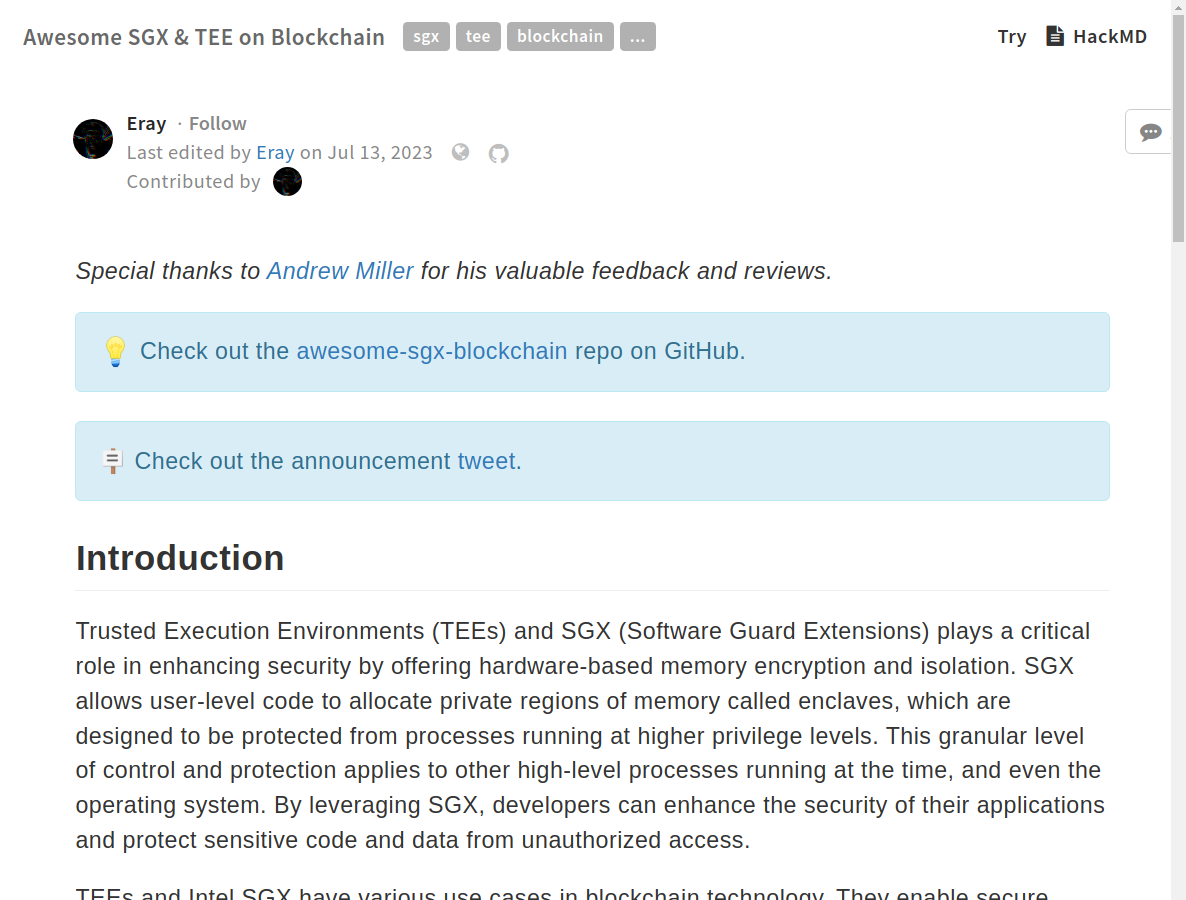 Awesome SGX & TEE on Blockchain sgx tee blockchain ... Try HackMD
Eray · Follow
Last edited by Eray on Jul 13, 2023
Contributed by
Special thanks to Andrew Miller for his valuable feedback and reviews.
Check out the awesome-sgx-blockchain repo on GitHub.
Check out the announcement tweet.
Introduction
Trusted Execution Environments (TEEs) and SGX (Software Guard Extensions) plays a critical
role in enhancing security by offering hardware-based memory encryption and isolation. SGX
allows user-level code to allocate private regions of memory called enclaves, which are
designed to be protected from processes running at higher privilege levels. This granular level
of control and protection applies to other high-level processes running at the time, and even the
operating system. By leveraging SGX, developers can enhance the security of their applications
and protect sensitive code and data from unauthorized access.
TEEs and Intel SGX have various use cases in blockchain technology. They enable secure